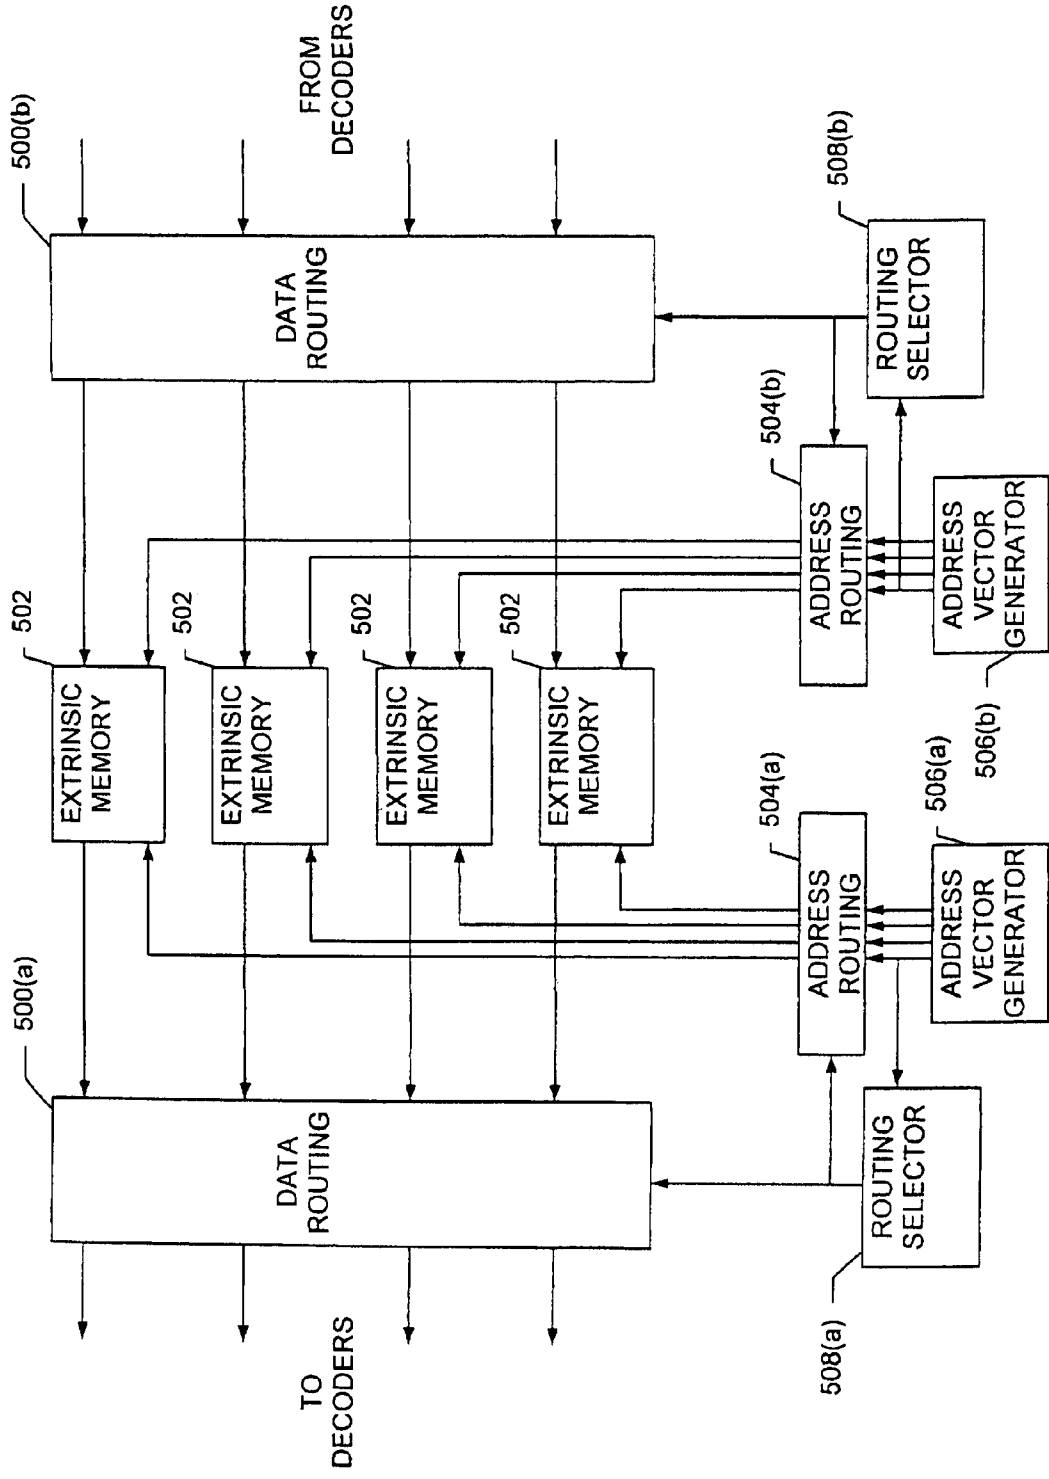 500(a)
500(b)
DATA
ROUTING
502
EXTRINSIC
MEMORY
DATA
ROUTING
502
EXTRINSIC
MEMORY
TO
DECODERS
FROM
DECODERS
502
EXTRINSIC
MEMORY
502
EXTRINSIC
MEMORY
504(a)
504(b)
ADDRESS
ROUTING
ADDRESS
ROUTING
508(a)
ROUTING
SELECTOR
506(a)
ADDRESS
VECTOR
GENERATOR
506(b)
ADDRESS
VECTOR
GENERATOR
508(b)
ROUTING
SELECTOR